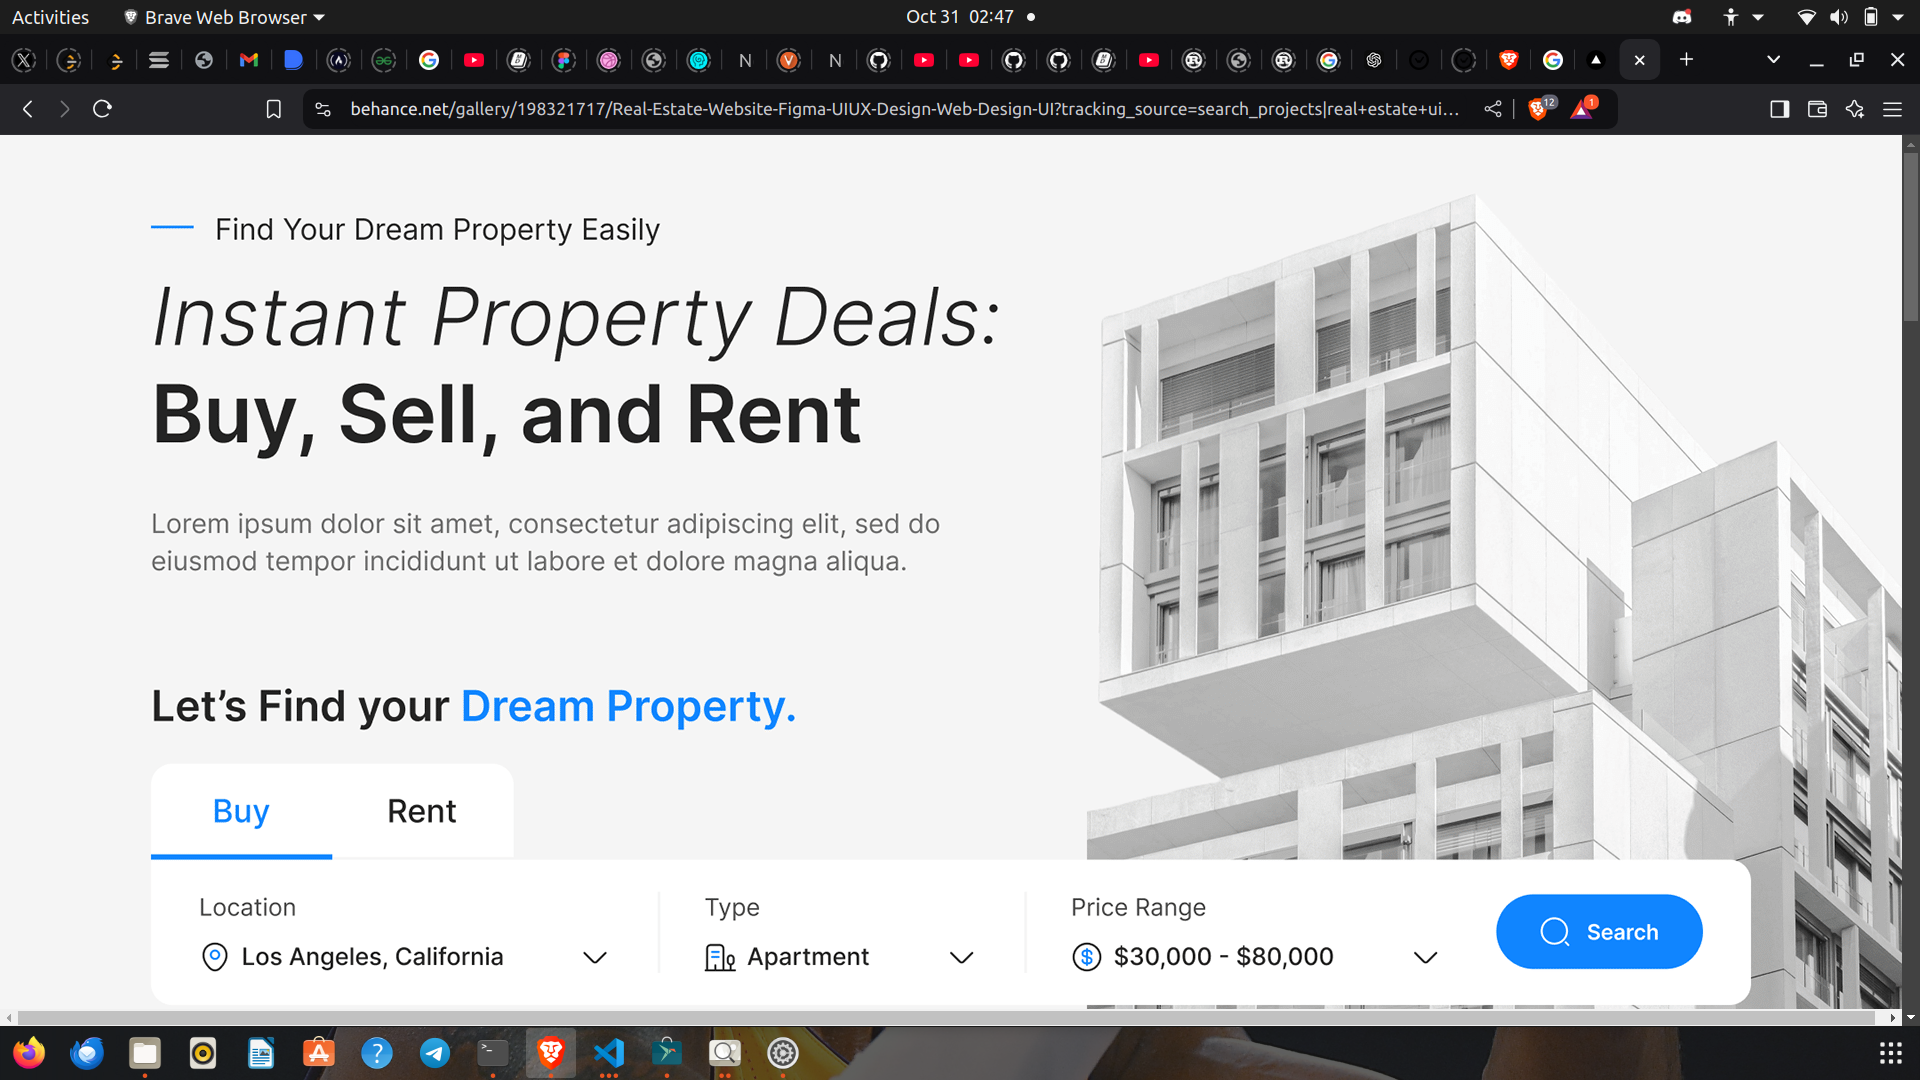 Activities
Brave Web Browser
Oct 31 02:47
behance.net/gallery/198321717/Real-Estate-Website-Figma-UIUX-Design-Web-Design-UI?tracking_source=search_projects|real+estate+ui...
12
1
Find Your Dream Property Easily
Instant Property Deals:
Buy, Sell, and Rent
Lorem ipsum dolor sit amet, consectetur adipiscing elit, sed do
eiusmod tempor incididunt ut labore et dolore magna aliqua.
Let’s Find your Dream Property.
Buy Rent
Location
Los Angeles, California
Type
Apartment
Price Range
$30,000 - $80,000
Search